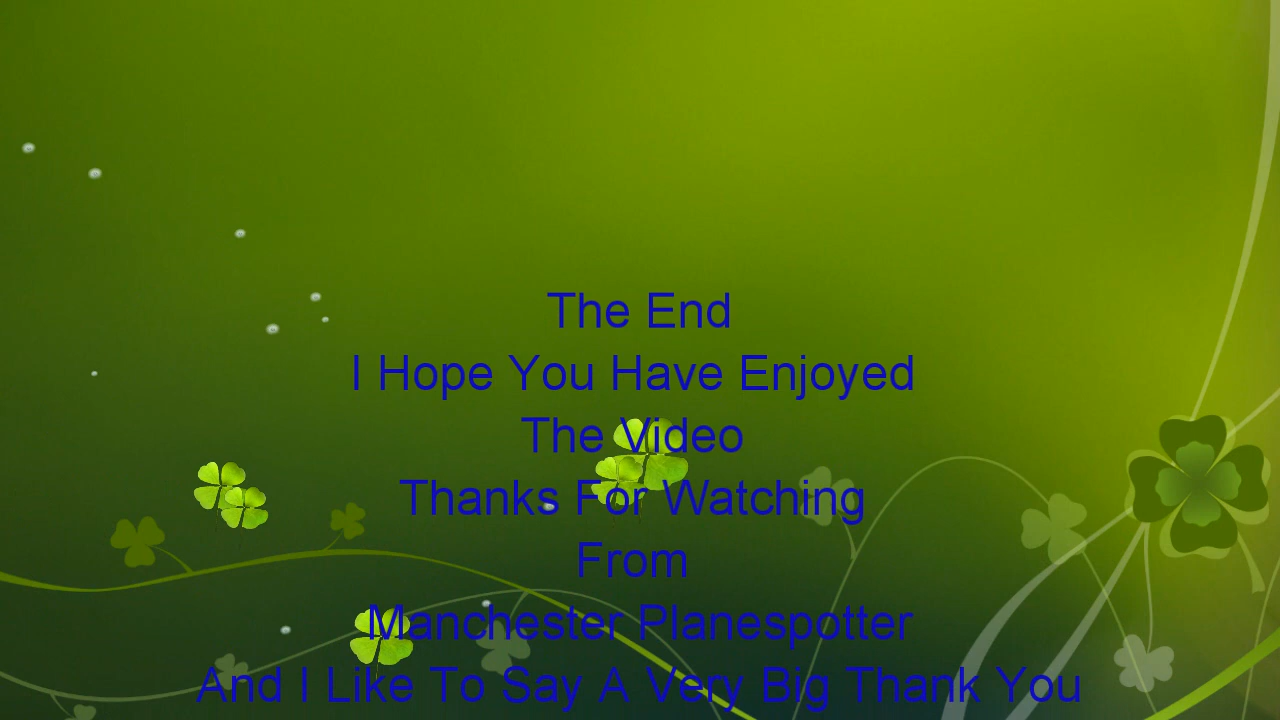 The End
I Hope You Have Enjoyed
The Video
Thanks For Watching
From
Manchester Planespotter
And I Like To Say A Very Big Thank You